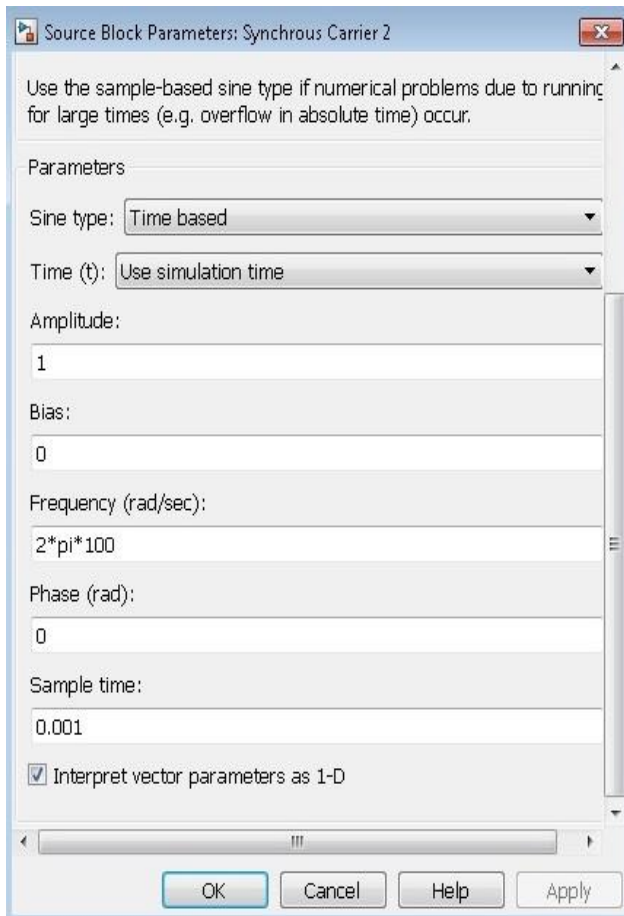 Source Block Parameters: Synchrous Carrier 2
Use the sample-based sine type if numerical problems due to running
for large times (e.g. overflow in absolute time) occur.
Parameters
Sine type: Time based
Time (t): Use simulation time
Amplitude:
1
Bias:
0
Frequency (rad/sec):
2*pi*100
Phase (rad):
0
Sample time:
0.001
Interpret vector parameters as 1-D
OK Cancel Help Apply